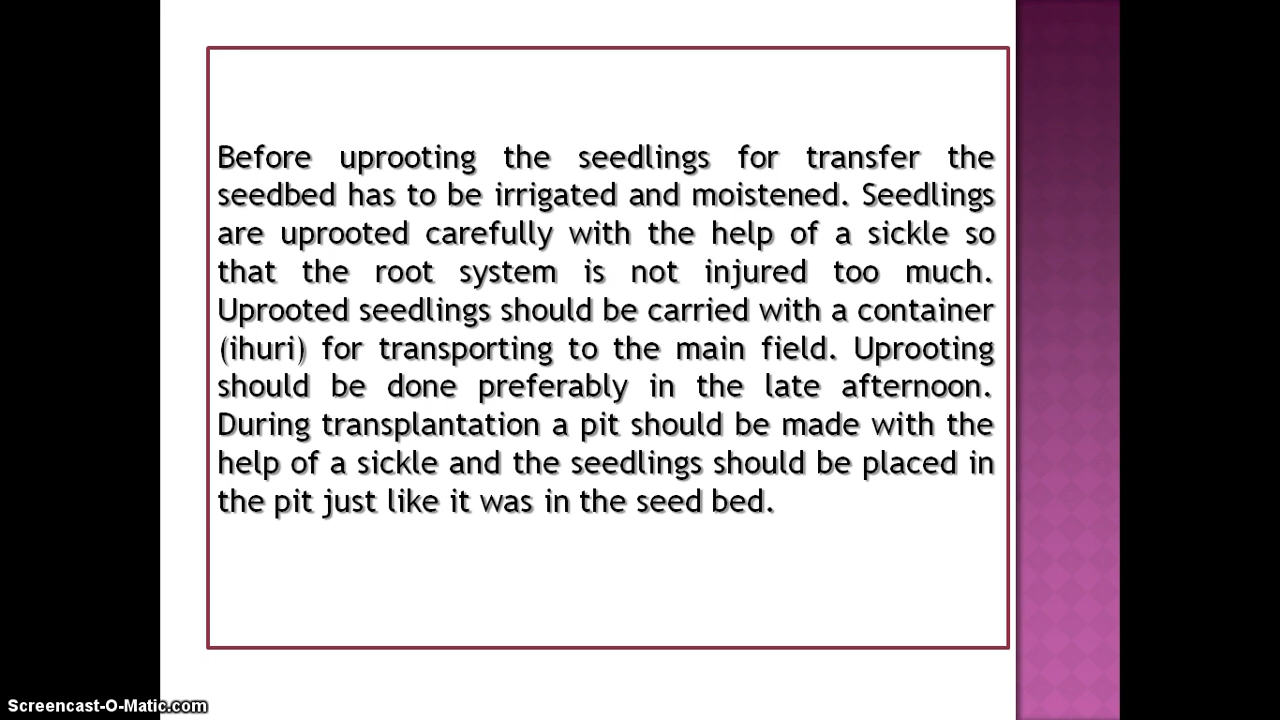 Before uprooting the seedlings for transfer the
seedbed has to be irrigated and moistened. Seedlings
are uprooted carefully with the help of a sickle so
that the root system is not injured too much.
Uprooted seedlings should be carried with a container
(ihuri) for transporting to the main field. Uprooting
should be done preferably in the late afternoon.
During transplantation a pit should be made with the
help of a sickle and the seedlings should be placed in
the pit just like it was in the seed bed.
Screencast-O-Matic.com